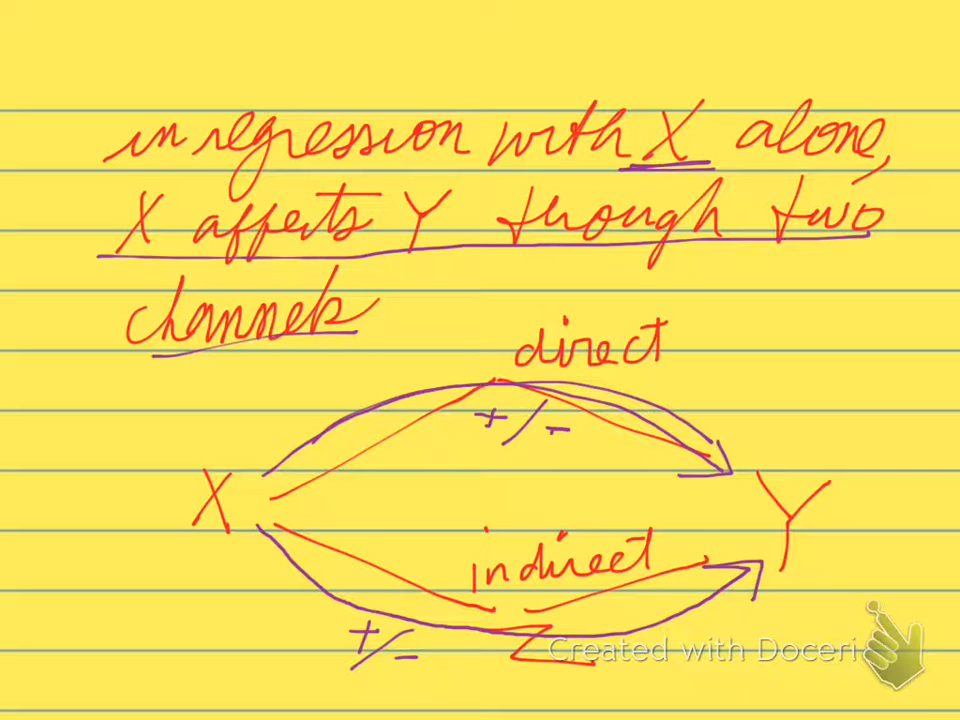 in regression with X alone,
X affects Y through two
channels
direct
+/-
X
Y
indirect
+/-
Z
Created with Doceri